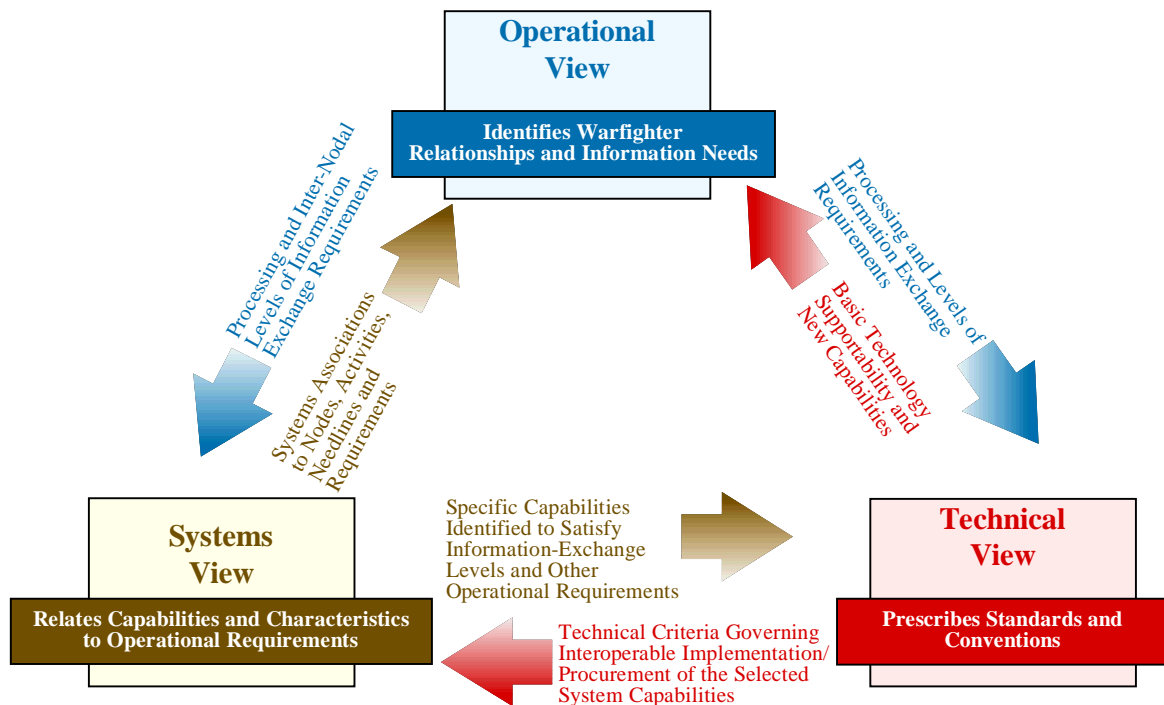 Operational
View
Identifies Warfighter
Relationships and Information Needs
Processing and Inter-Nodal
Levels of Information
Exchange Requirements
Systems Associations
to Nodes, Activities,
Needlines and
Requirements
Processing and Levels of
Information Exchange
Requirements
Basic Technology
Supportability and
New Capabilities
Systems
View
Relates Capabilities and Characteristics
to Operational Requirements
Specific Capabilities
Identified to Satisfy
Information-Exchange
Levels and Other
Operational Requirements
Technical Criteria Governing
Interoperable Implementation/
Procurement of the Selected
System Capabilities
Technical
View
Prescribes Standards and
Conventions